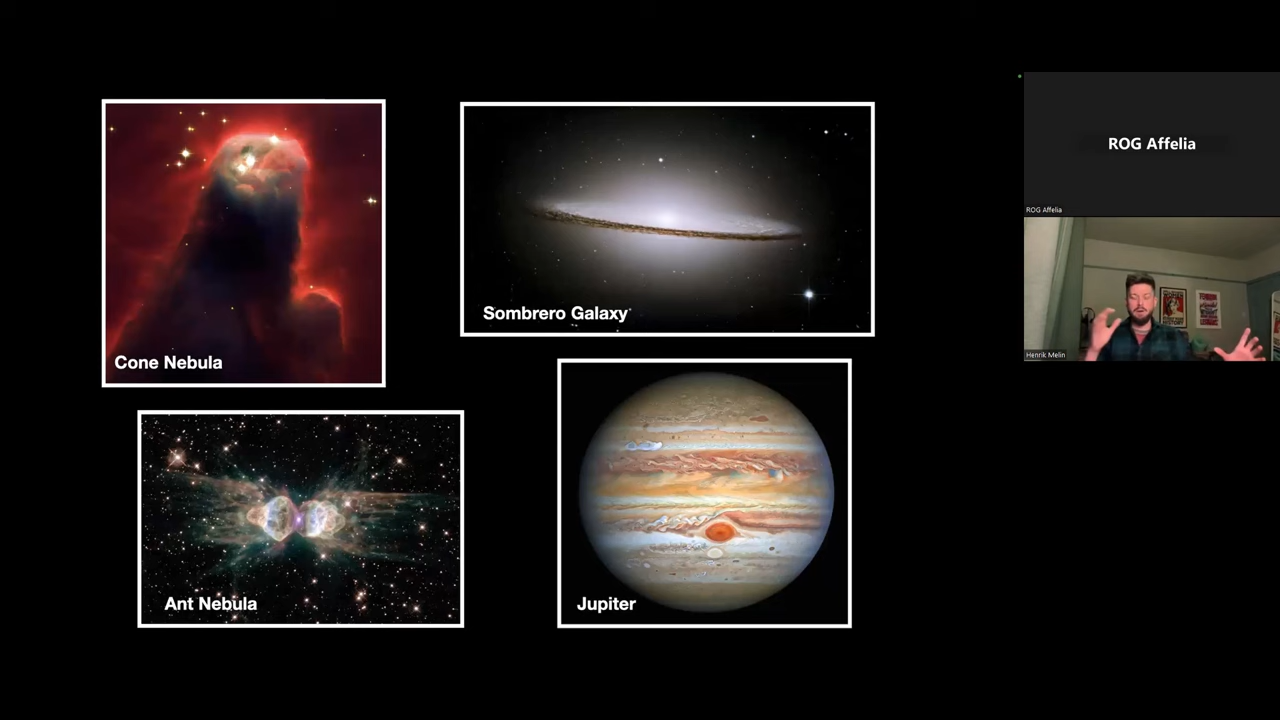 Cone Nebula
Sombrero Galaxy
Ant Nebula
Jupiter
ROG Affelia
ROG Affelia
Henrik Melin